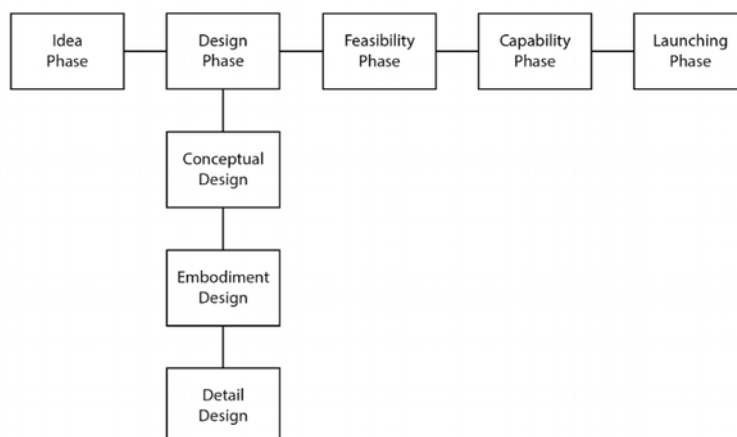 Idea
Phase
Design
Phase
Feasibility
Phase
Capability
Phase
Launching
Phase
Conceptual
Design
Embodiment
Design
Detail
Design